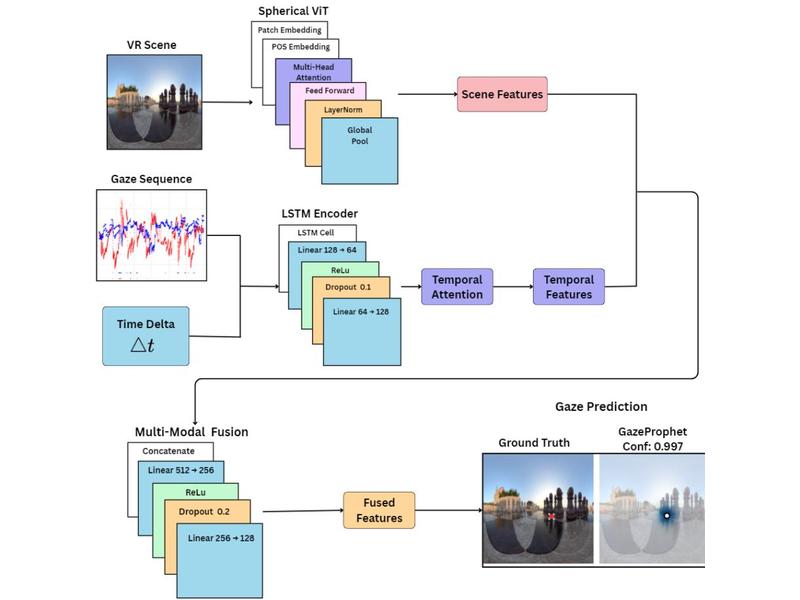 Spherical ViT
VR Scene
Patch Embedding
POS Embedding
Multi-Head
Attention
Feed Forward
LayerNorm
Global
Pool
Scene Features
Gaze Sequence
LSTM Encoder
LSTM Cell
Linear 128 → 64
ReLu
Dropout 0.1
Linear 64 → 128
Temporal
Attention
Temporal
Features
Time Delta
△t
Multi-Modal Fusion
Concatenate
Linear 512 → 256
ReLu
Dropout 0.2
Linear 256 → 128
Fused
Features
Gaze Prediction
Ground Truth
GazeProphet
Conf: 0.997